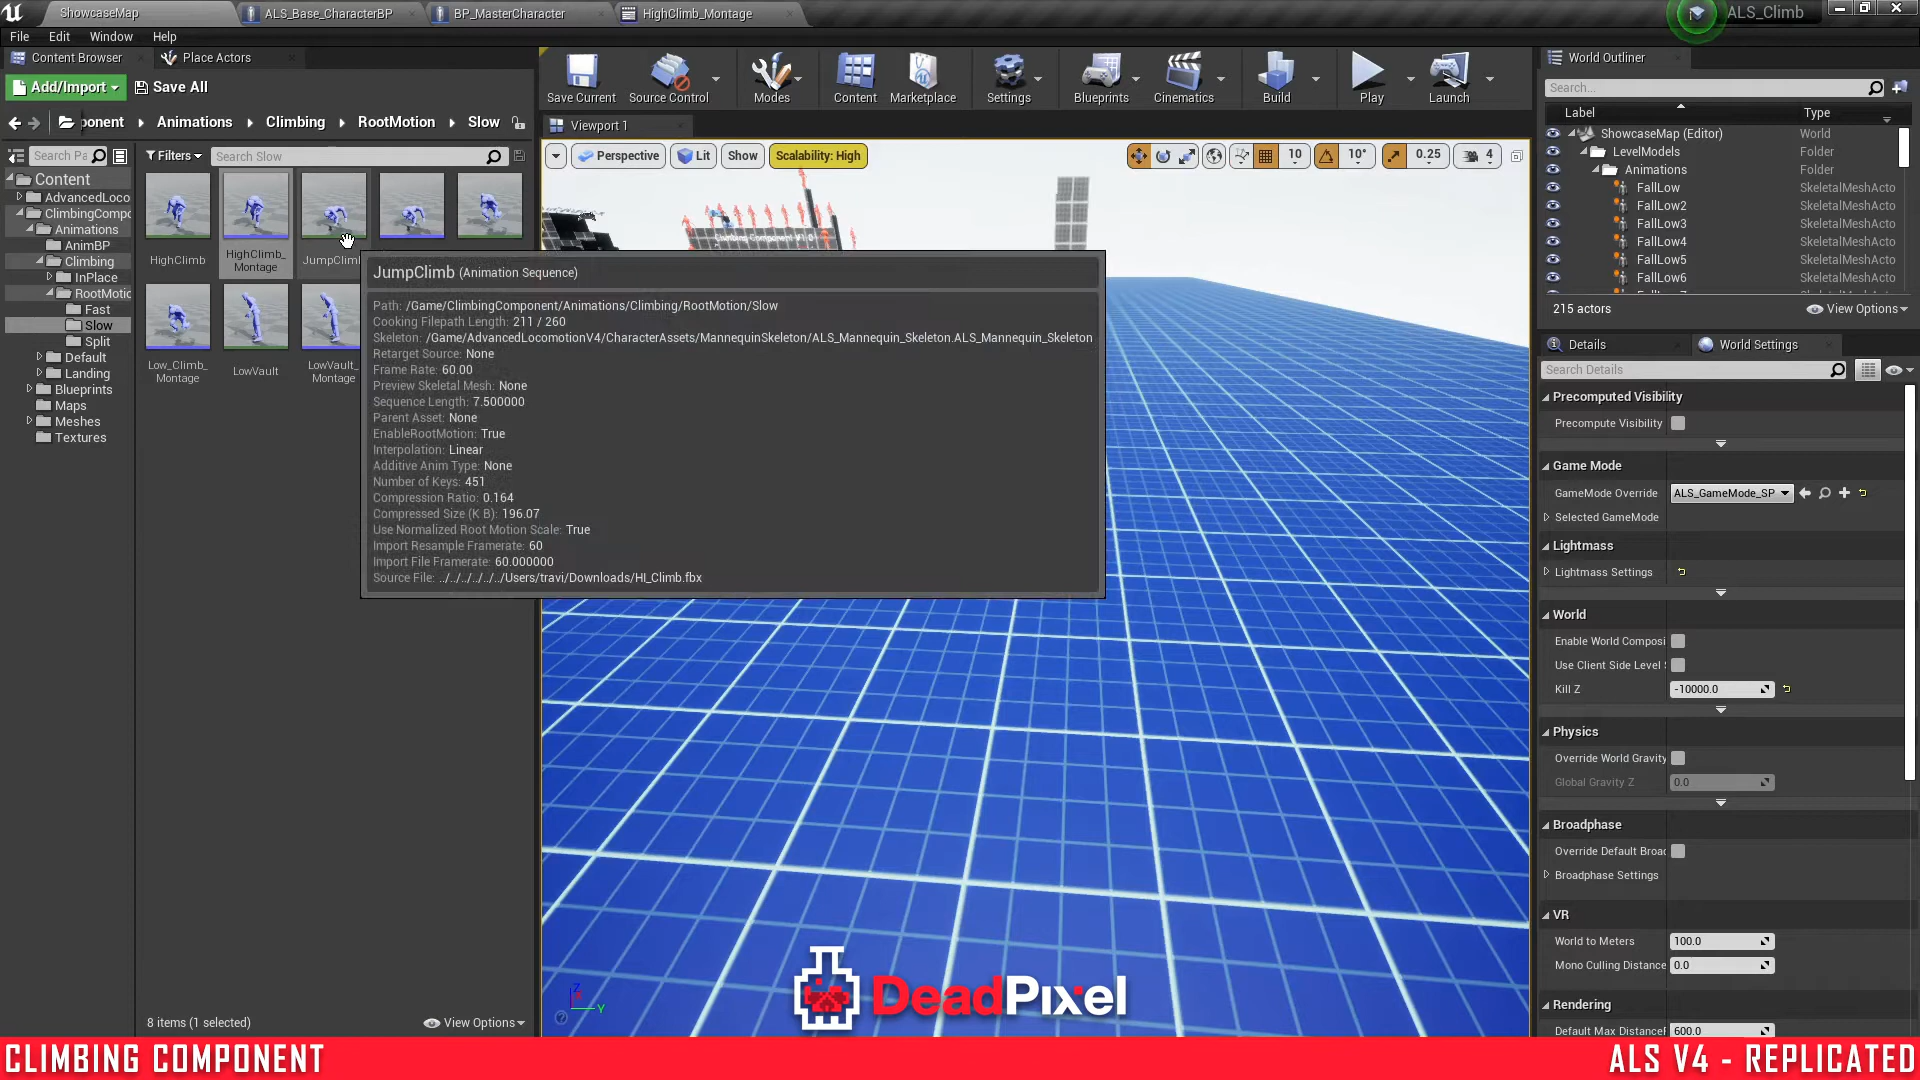 ShowcaseMap
ALS_Base_CharacterBP
BP_MasterCharacter
HighClimb_Montage
ALS_Climb
File Edit Window Help
Content Browser
Place Actors
Add/Import
Save All
ponent Animations Climbing RootMotion Slow
Search Pa
Filters
Search Slow
Content
AdvancedLoco
ClimbingCompo
Animations
AnimBP
Climbing
InPlace
RootMotio
Fast
Slow
Split
Default
Landing
Blueprints
Maps
Meshes
Textures
HighClimb
HighClimb_
Montage
JumpClim
Low_Climb_
Montage
LowVault
LowVault_
Montage
8 items (1 selected)
View Options
Save Current
Source Control
Modes
Content
Marketplace
Settings
Blueprints
Cinematics
Build
Play
Launch
Viewport 1
Perspective
Lit
Show
Scalability: High
10
10°
0.25
4
JumpClimb (Animation Sequence)
Path: /Game/ClimbingComponent/Animations/Climbing/RootMotion/Slow
Cooking Filepath Length: 211 / 260
Skeleton: /Game/AdvancedLocomotionV4/CharacterAssets/MannequinSkeleton/ALS_Mannequin_Skeleton.ALS_Mannequin_Skeleton
Retarget Source: None
Frame Rate: 60.00
Preview Skeletal Mesh: None
Sequence Length: 7.500000
Parent Asset: None
EnableRootMotion: True
Interpolation: Linear
Additive Anim Type: None
Number of Keys: 451
Compression Ratio: 0.164
Compressed Size (K B): 196.07
Use Normalized Root Motion Scale: True
Import Resample Framerate: 60
Import File Framerate: 60.000000
Source File: ../../../../../../Users/travi/Downloads/HI_Climb.fbx
Z
Y
DeadPixel
World Outliner
Search...
Label Type
ShowcaseMap (Editor) World
LevelModels Folder
Animations Folder
FallLow SkeletalMeshActo
FallLow2 SkeletalMeshActo
FallLow3 SkeletalMeshActo
FallLow4 SkeletalMeshActo
FallLow5 SkeletalMeshActo
FallLow6 SkeletalMeshActo
215 actors
View Options
Details
World Settings
Search Details
Precomputed Visibility
Precompute Visibility
Game Mode
GameMode Override ALS_GameMode_SP
Selected GameMode
Lightmass
Lightmass Settings
World
Enable World Composi
Use Client Side Level
Kill Z -10000.0
Physics
Override World Gravity
Global Gravity Z 0.0
Broadphase
Override Default Broad
Broadphase Settings
VR
World to Meters 100.0
Mono Culling Distance 0.0
Rendering
Default Max DistanceF 600.0
CLIMBING COMPONENT
ALS V4 - REPLICATED